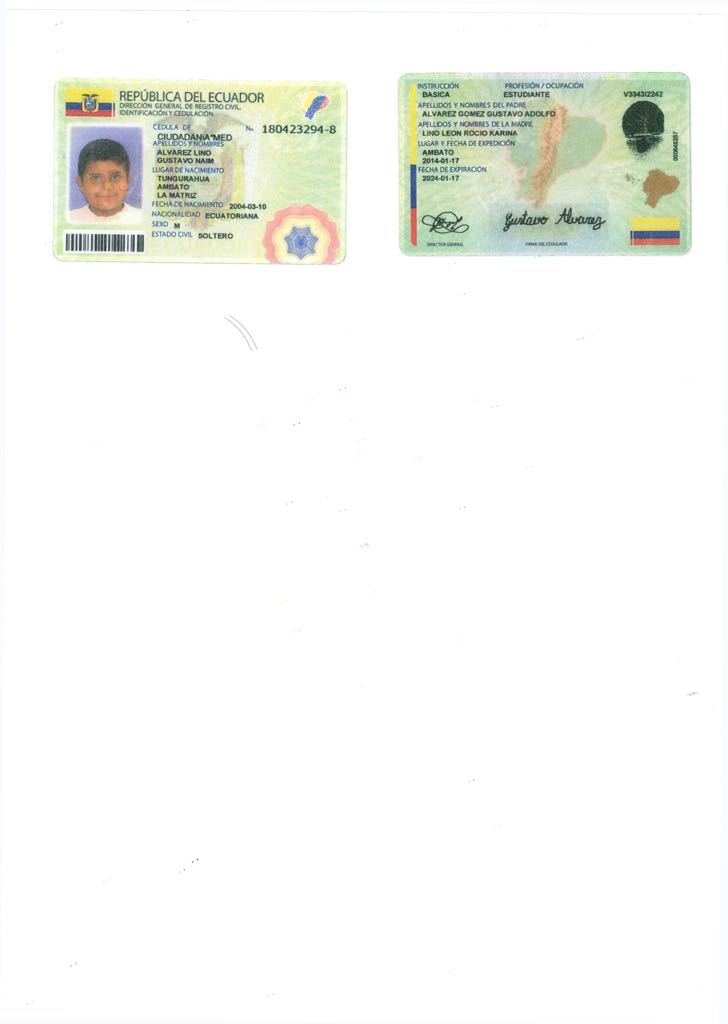 REPÚBLICA DEL ECUADOR
DIRECCIÓN GENERAL DE REGISTRO CIVIL,
IDENTIFICACIÓN Y CEDULACIÓN
CÉDULA DE No. 180423294-8
CIUDADANIA*MED
APELLIDOS Y NOMBRES
ALVAREZ LINO
GUSTAVO NAIM
LUGAR DE NACIMIENTO
TUNGURAHUA
AMBATO
LA MATRIZ
FECHA DE NACIMIENTO 2004-03-10
NACIONALIDAD ECUATORIANA
SEXO M
ESTADO CIVIL SOLTERO
INSTRUCCIÓN PROFESIÓN / OCUPACIÓN
BASICA ESTUDIANTE V3343I2242
APELLIDOS Y NOMBRES DEL PADRE
ALVAREZ GOMEZ GUSTAVO ADOLFO
APELLIDOS Y NOMBRES DE LA MADRE
LINO LEON ROCIO KARINA
LUGAR Y FECHA DE EXPEDICIÓN
AMBATO
2014-01-17
FECHA DE EXPIRACIÓN
2024-01-17
Gustavo Alvarez
DIRECTOR GENERAL FIRMA DEL CEDULADO